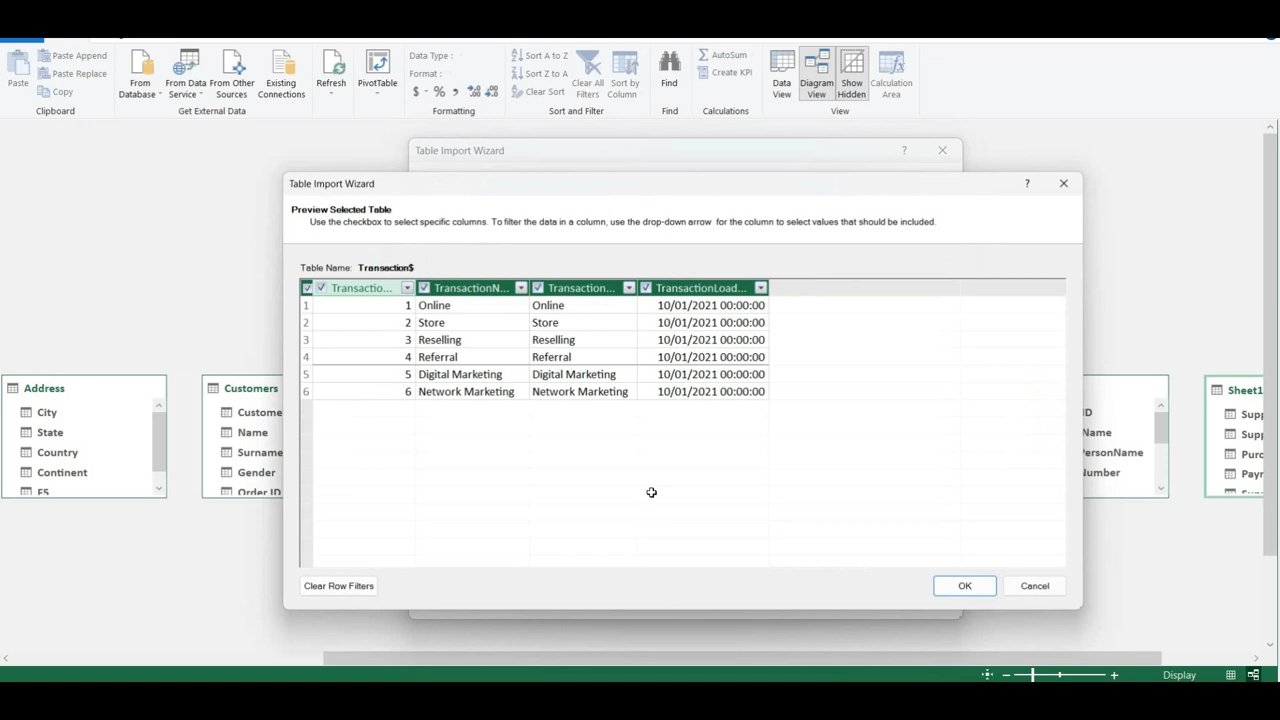 Paste
Paste Append
Paste Replace
Copy
Clipboard
From Database
From Data Service
From Other Sources
Existing Connections
Get External Data
Refresh
PivotTable
Data Type :
Format :
$ % ,
Formatting
Sort A to Z
Sort Z to A
Clear Sort
Clear All Filters
Sort by Column
Sort and Filter
Find
Find
AutoSum
Create KPI
Calculations
Data View
Diagram View
Show Hidden
Calculation Area
View
Table Import Wizard ?
Table Import Wizard ?
Preview Selected Table
Use the checkbox to select specific columns. To filter the data in a column, use the drop-down arrow for the column to select values that should be included.
Table Name: Transaction$
Transactio... TransactionN... Transaction... TransactionLoad...
1 1 Online Online 10/01/2021 00:00:00
2 2 Store Store 10/01/2021 00:00:00
3 3 Reselling Reselling 10/01/2021 00:00:00
4 4 Referral Referral 10/01/2021 00:00:00
5 5 Digital Marketing Digital Marketing 10/01/2021 00:00:00
6 6 Network Marketing Network Marketing 10/01/2021 00:00:00
Clear Row Filters OK Cancel
Address
City
State
Country
Continent
F5
Customers
Custome
Name
Surname
Gender
Order ID
ID
Name
ersonName
Number
Sheet1
Supp
Supp
Purc
Payr
Display